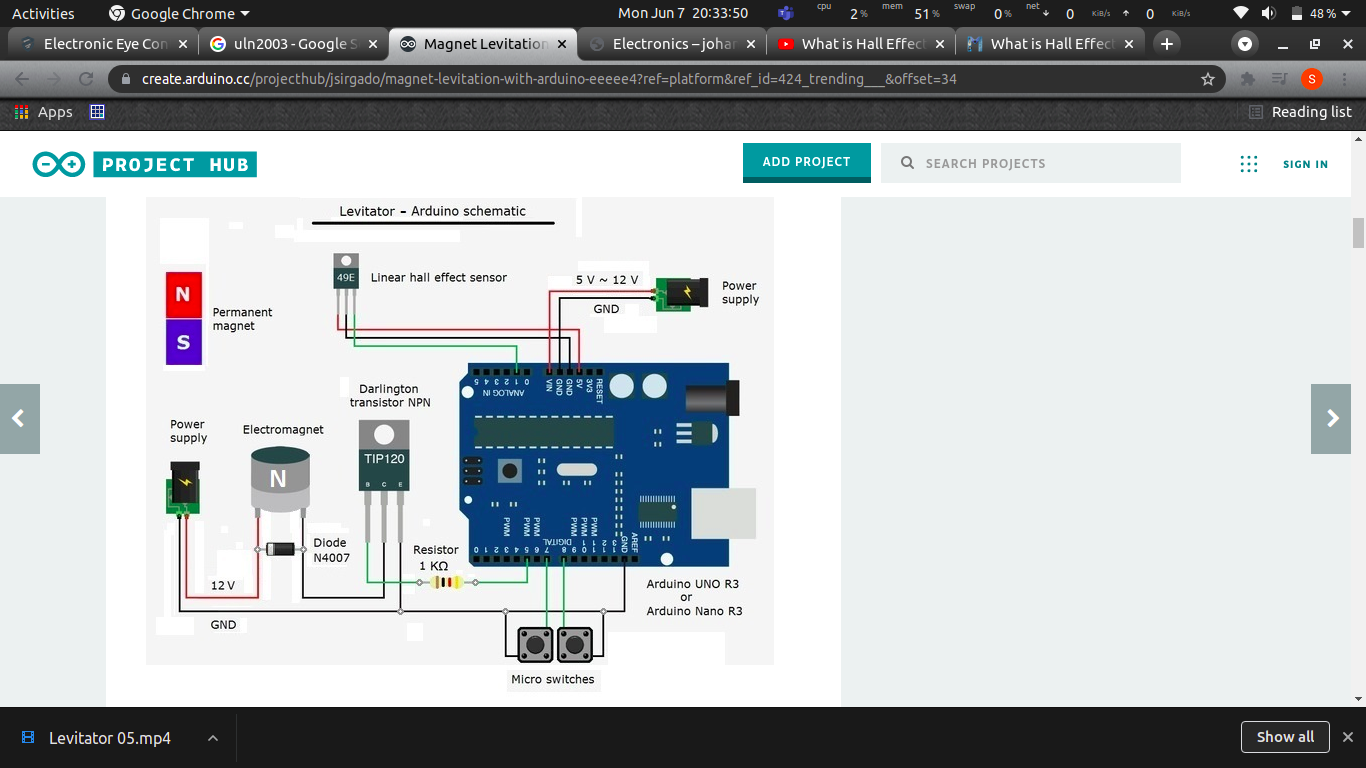 Activities
Google Chrome
Mon Jun 7 20:33:50
cpu 2 % mem 51 % swap 0 % net 0 KiB/s 0 KiB/s
48 %
Electronic Eye Con
uln2003 - Google S
Magnet Levitation
Electronics – joha
What is Hall Effec
What is Hall Effec
create.arduino.cc/projecthub/jsirgado/magnet-levitation-with-arduino-eeeee4?ref=platform&ref_id=424_trending___&offset=34
S
Apps
Reading list
PROJECT HUB
ADD PROJECT
SEARCH PROJECTS
SIGN IN
Levitator – Arduino schematic
N
S
Permanent
magnet
49E
Linear hall effect sensor
5 V ~ 12 V
GND
Power
supply
Darlington
transistor NPN
TIP120
B C E
Power
supply
Electromagnet
N
Diode
N4007
12 V
GND
Resistor
1 KΩ
5 4 3 2 1 0
ANALOG IN
VIN GND GND 5V 3V3 RESET
PWM PWM PWM PWM PWM PWM
DIGITAL
0 1 2 3 4 5 6 7 8 9 10 11 12 13 GND AREF
Arduino UNO R3
or
Arduino Nano R3
Micro switches
Levitator 05.mp4
Show all